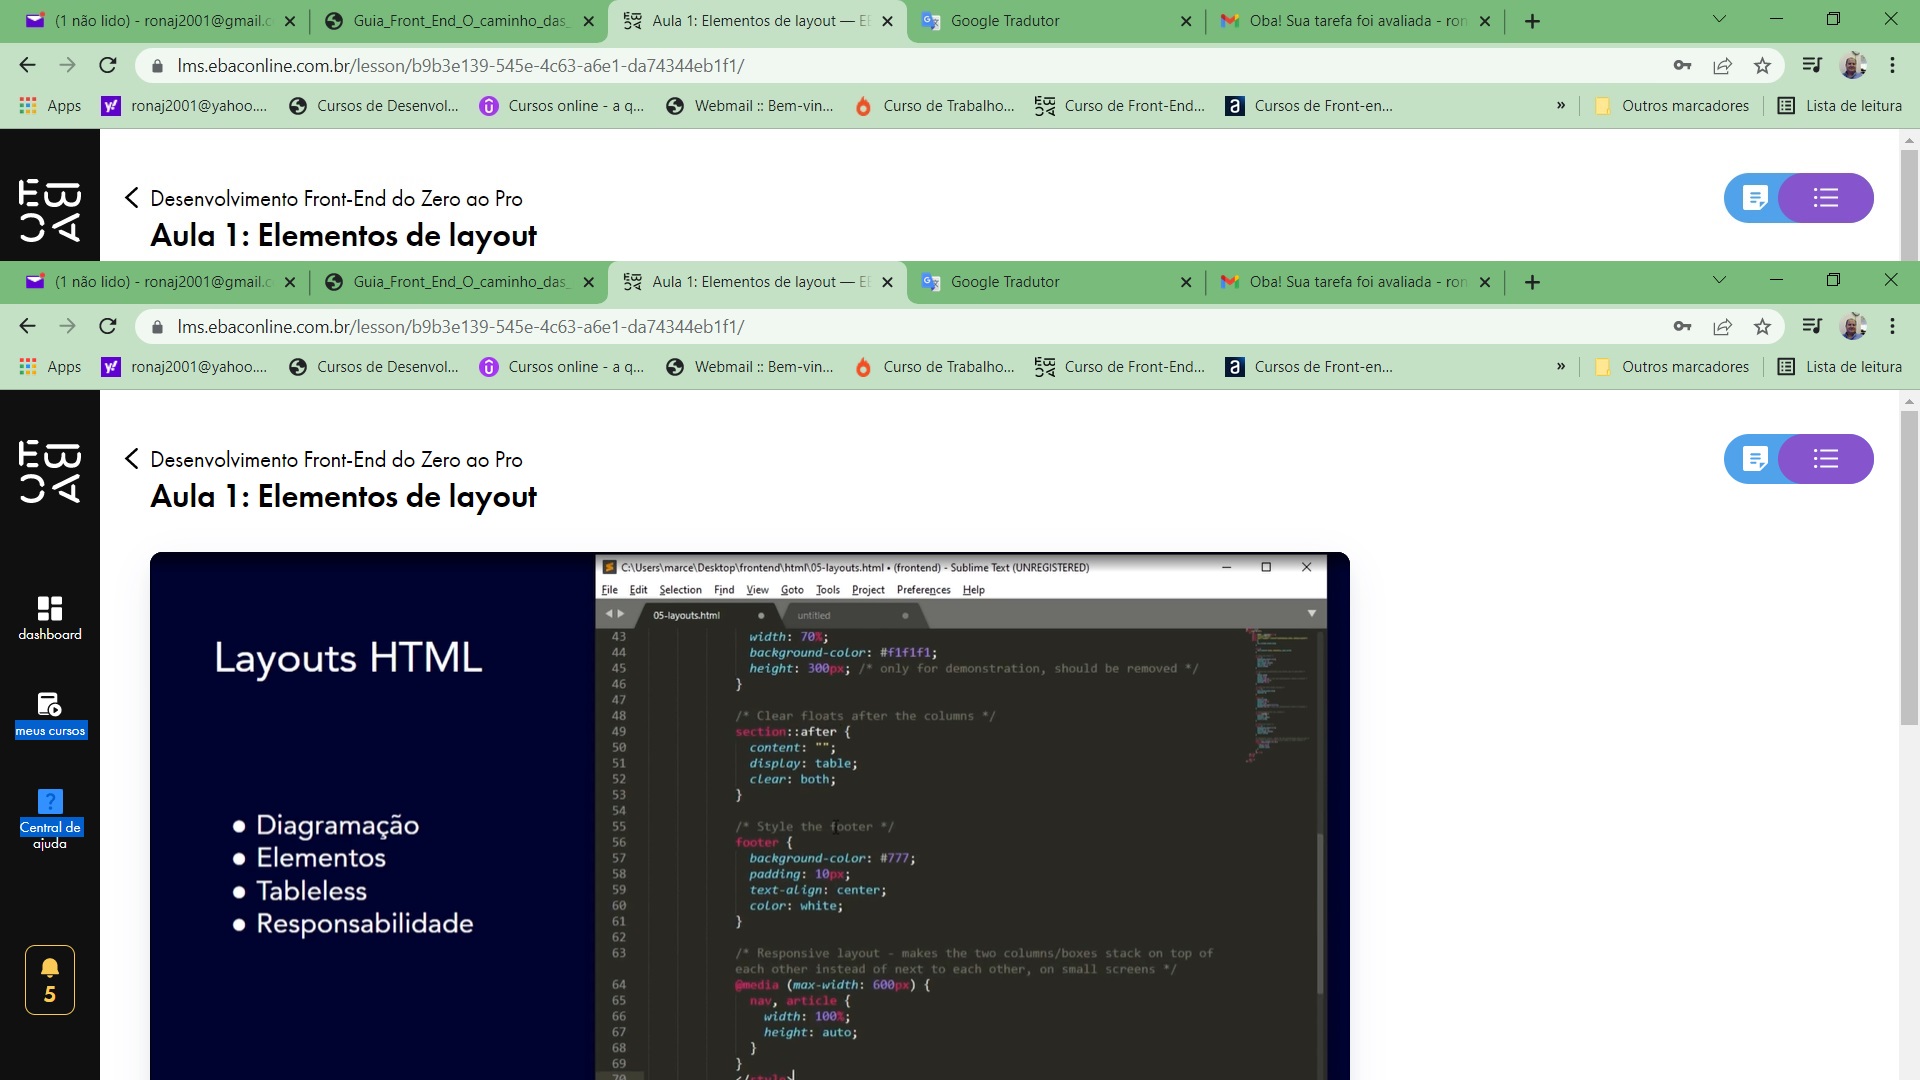 (1 não lido) - ronaj2001@gmail.c
Guia_Front_End_O_caminho_das_
Aula 1: Elementos de layout — EB
Google Tradutor
Oba! Sua tarefa foi avaliada - ron
lms.ebaconline.com.br/lesson/b9b3e139-545e-4c63-a6e1-da74344eb1f1/
Apps
ronaj2001@yahoo....
Cursos de Desenvol...
Cursos online - a q...
Webmail :: Bem-vin...
Curso de Trabalho...
Curso de Front-End...
Cursos de Front-en...
»
Outros marcadores
Lista de leitura
EBAC
Desenvolvimento Front-End do Zero ao Pro
Aula 1: Elementos de layout
(1 não lido) - ronaj2001@gmail.c
Guia_Front_End_O_caminho_das_
Aula 1: Elementos de layout — EB
Google Tradutor
Oba! Sua tarefa foi avaliada - ron
lms.ebaconline.com.br/lesson/b9b3e139-545e-4c63-a6e1-da74344eb1f1/
Apps
ronaj2001@yahoo....
Cursos de Desenvol...
Cursos online - a q...
Webmail :: Bem-vin...
Curso de Trabalho...
Curso de Front-End...
Cursos de Front-en...
»
Outros marcadores
Lista de leitura
EBAC
Desenvolvimento Front-End do Zero ao Pro
Aula 1: Elementos de layout
dashboard
meus cursos
Central de
ajuda
5
Layouts HTML
● Diagramação
● Elementos
● Tableless
● Responsabilidade
C:\Users\marce\Desktop\frontend\html\05-layouts.html • (frontend) - Sublime Text (UNREGISTERED)
File Edit Selection Find View Goto Tools Project Preferences Help
05-layouts.html
untitled
43 width: 70%;
44 background-color: #f1f1f1;
45 height: 300px; /* only for demonstration, should be removed */
46 }
47
48 /* Clear floats after the columns */
49 section::after {
50 content: "";
51 display: table;
52 clear: both;
53 }
54
55 /* Style the footer */
56 footer {
57 background-color: #777;
58 padding: 10px;
59 text-align: center;
60 color: white;
61 }
62
63 /* Responsive layout - makes the two columns/boxes stack on top of
each other instead of next to each other, on small screens */
64 @media (max-width: 600px) {
65 nav, article {
66 width: 100%;
67 height: auto;
68 }
69 }
70 </style>